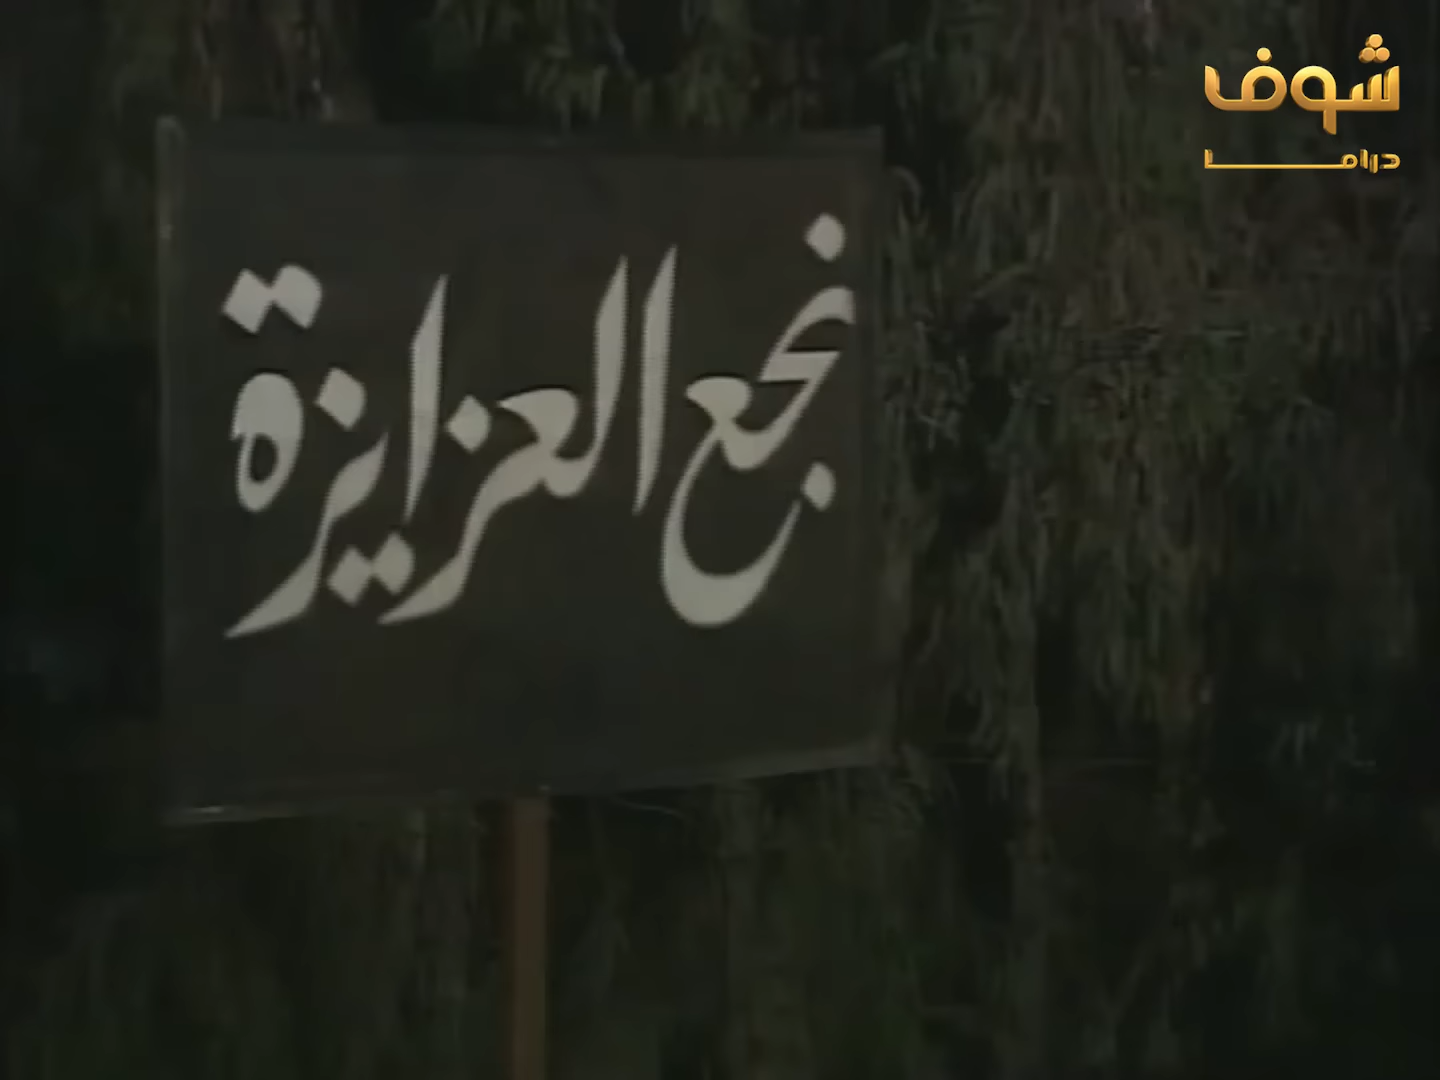 شوف
دراما
نجع العزايزة